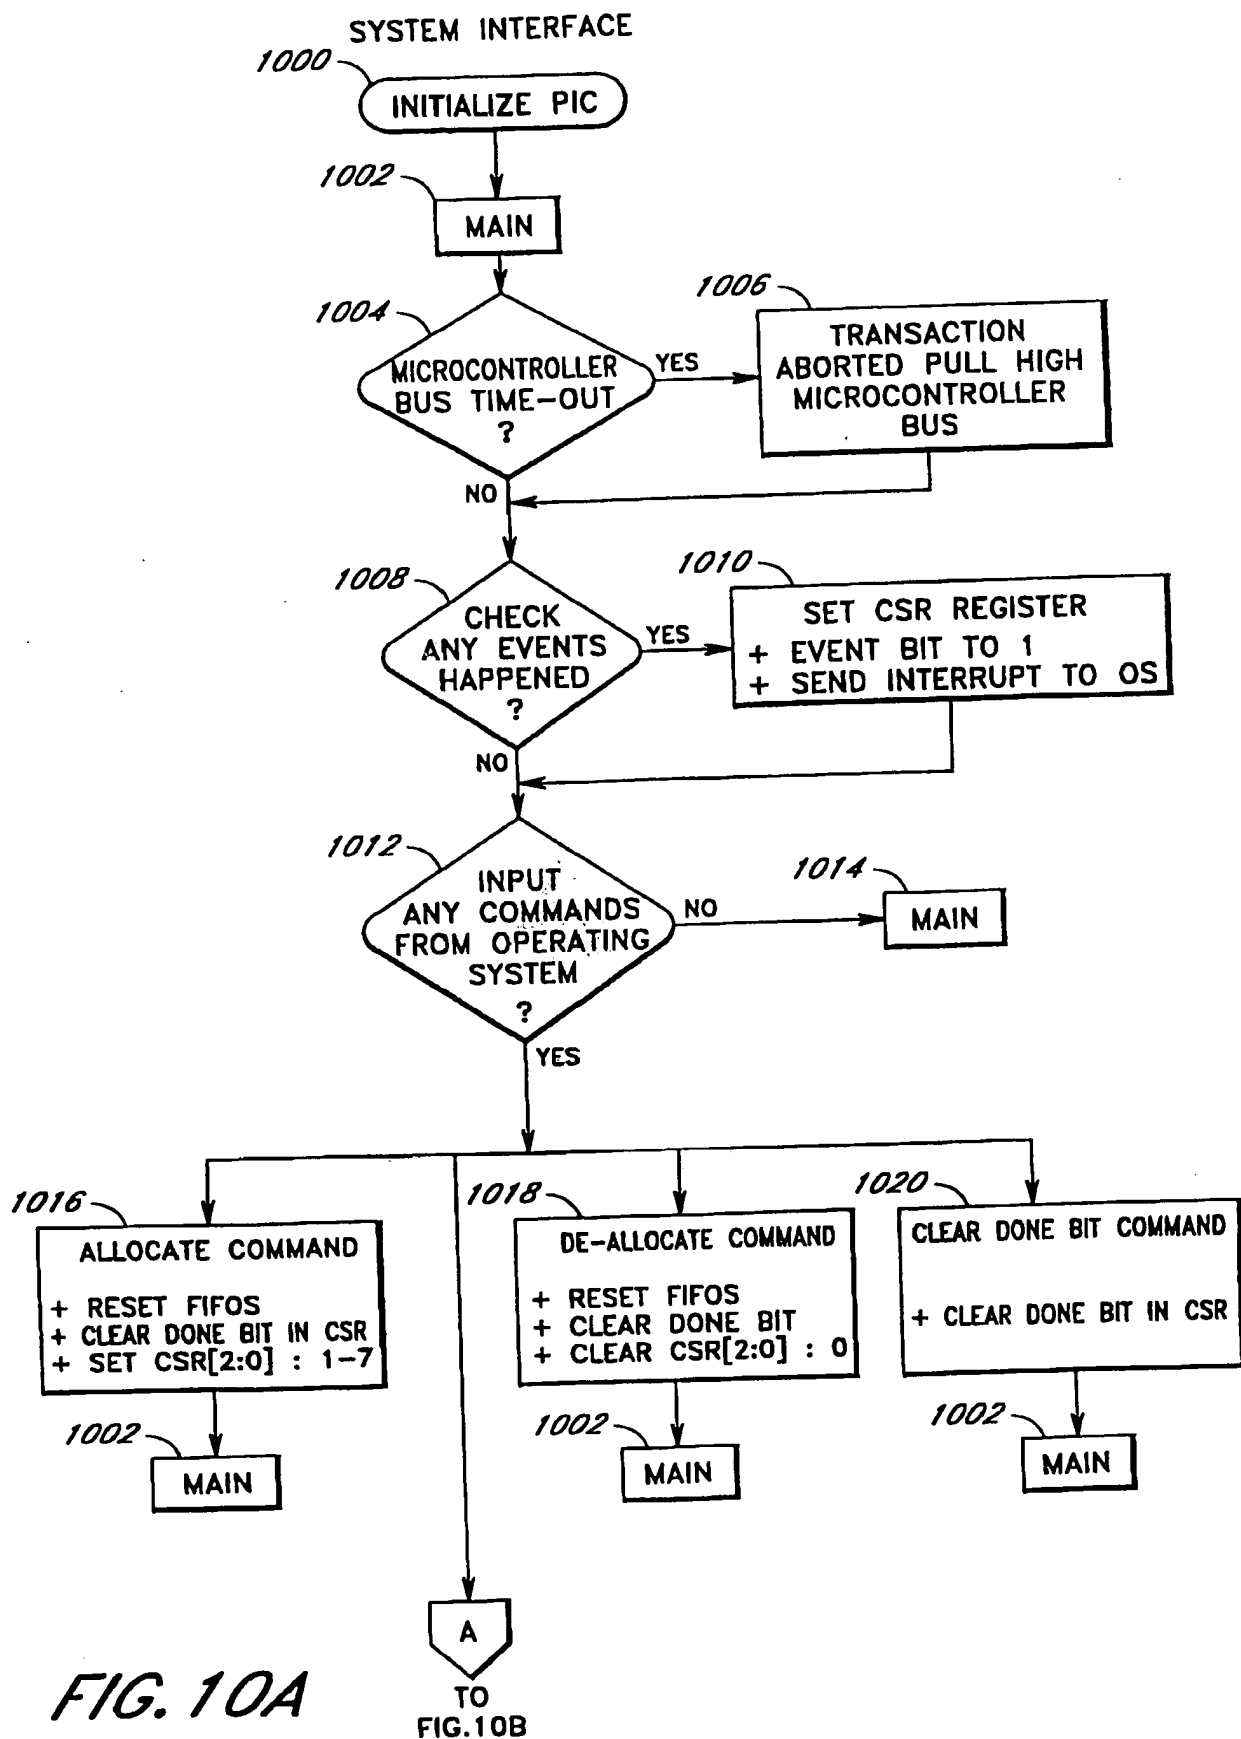 SYSTEM INTERFACE
1000
INITIALIZE PIC
1002
MAIN
1004
MICROCONTROLLER
BUS TIME-OUT
?
YES
NO
1006
TRANSACTION
ABORTED PULL HIGH
MICROCONTROLLER
BUS
1008
CHECK
ANY EVENTS
HAPPENED
?
YES
NO
1010
SET CSR REGISTER
+ EVENT BIT TO 1
+ SEND INTERRUPT TO OS
1012
INPUT
ANY COMMANDS
FROM OPERATING
SYSTEM
?
NO
YES
1014
MAIN
1016
ALLOCATE COMMAND
+ RESET FIFOS
+ CLEAR DONE BIT IN CSR
+ SET CSR[2:0] : 1-7
1002
MAIN
1018
DE-ALLOCATE COMMAND
+ RESET FIFOS
+ CLEAR DONE BIT
+ CLEAR CSR[2:0] : 0
1002
MAIN
1020
CLEAR DONE BIT COMMAND
+ CLEAR DONE BIT IN CSR
1002
MAIN
A
TO
FIG.10B
FIG. 10A